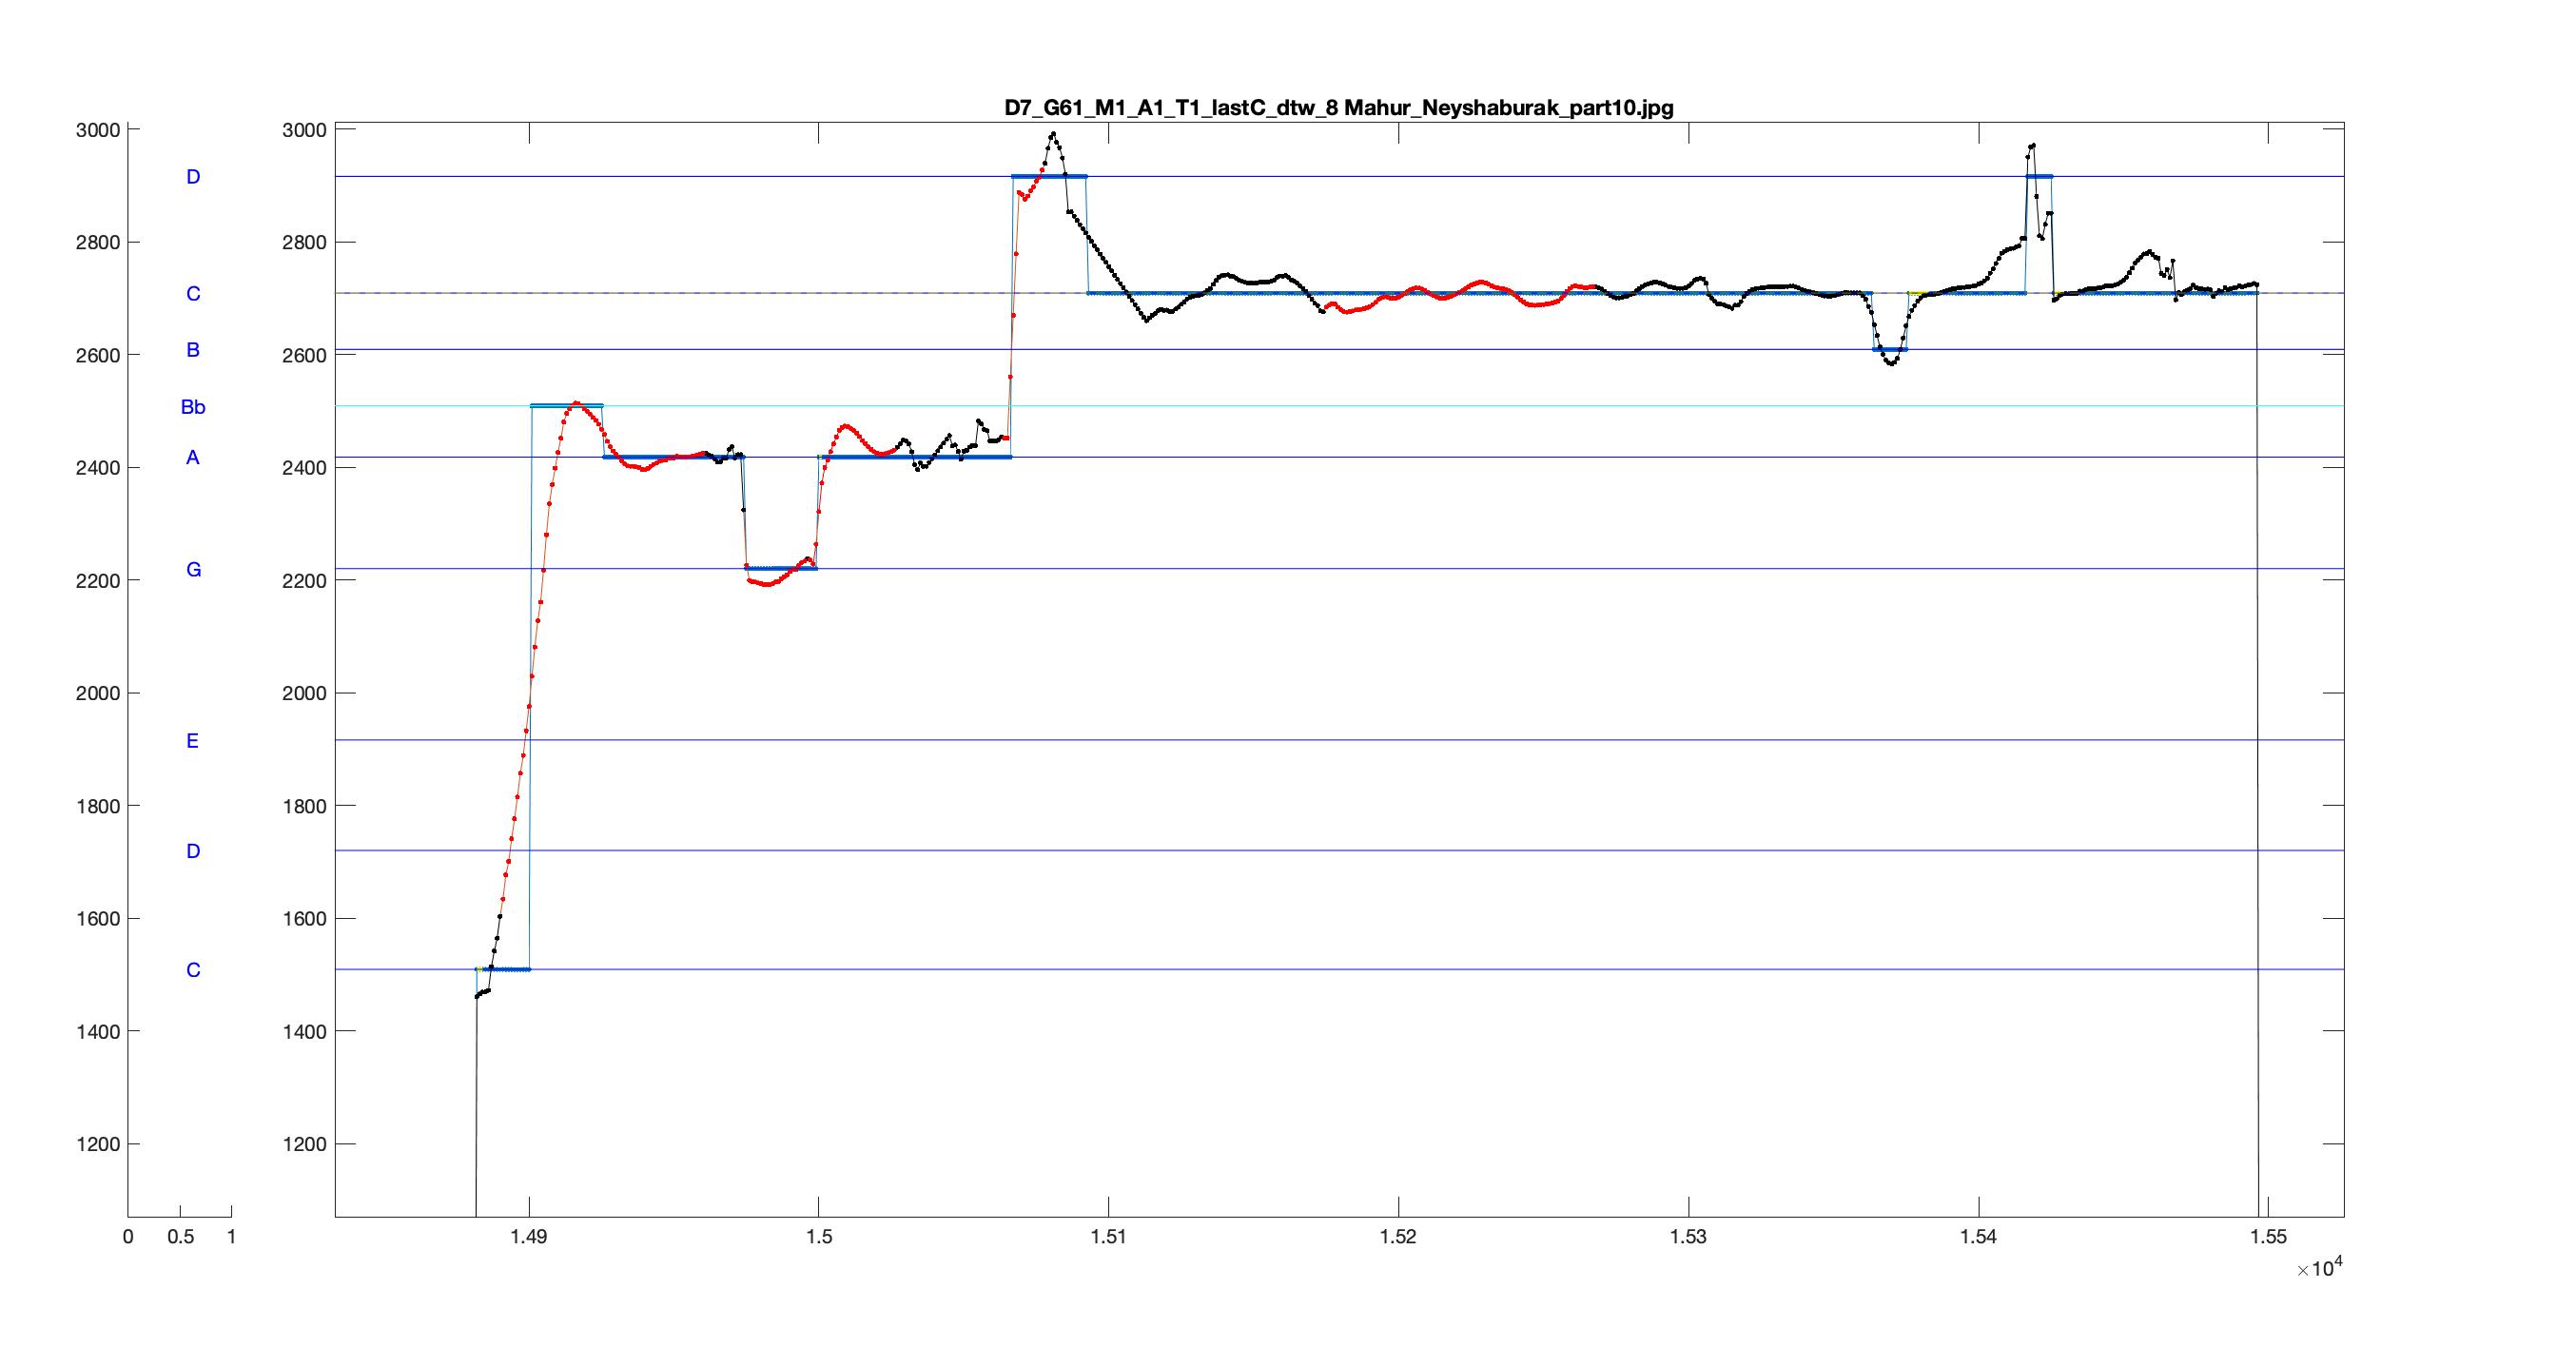 D7_G61_M1_A1_T1_lastC_dtw_8 Mahur_Neyshaburak_part10.jpg
3000 3000
D
2800 2800
C
2600 B 2600
Bb
2400 A 2400
2200 G 2200
2000 2000
E
1800 1800
D
1600 1600
C
1400 1400
1200 1200
0 0.5 1 1.49 1.5 1.51 1.52 1.53 1.54 1.55
×10⁴